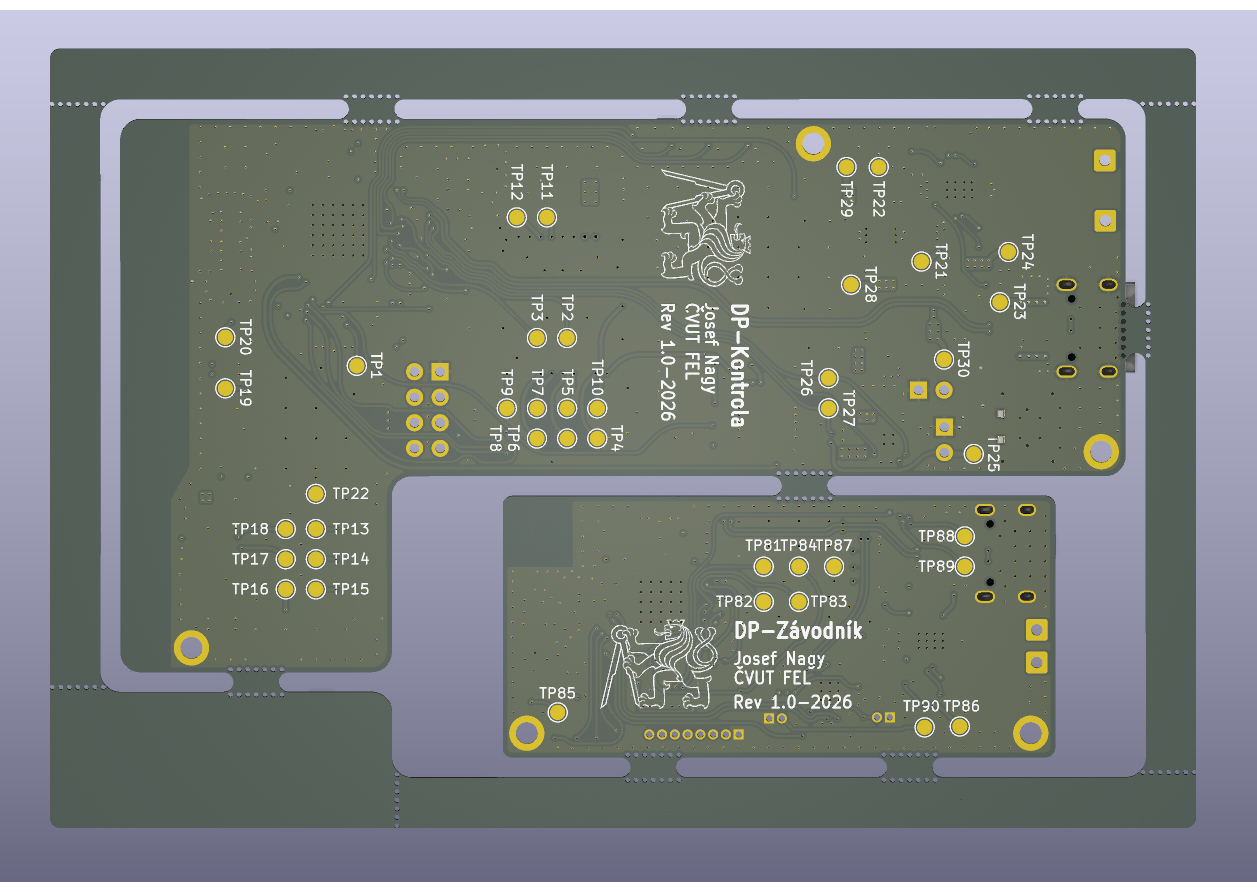 TP12
TP11
TP29
TP22
TP21
TP24
TP28
TP23
TP3
TP2
TP20
TP1
TP19
TP30
TP26
TP27
TP9
TP7
TP5
TP10
TP8
TP6
TP4
TP25
DP-Kontrola
Josef Nagy
ČVUT FEL
Rev 1.0-2026
TP22
TP18
TP13
TP17
TP14
TP16
TP15
TP88
TP81
TP84
TP87
TP89
TP82
TP83
DP-Závodník
Josef Nagy
ČVUT FEL
Rev 1.0-2026
TP85
TP90
TP86